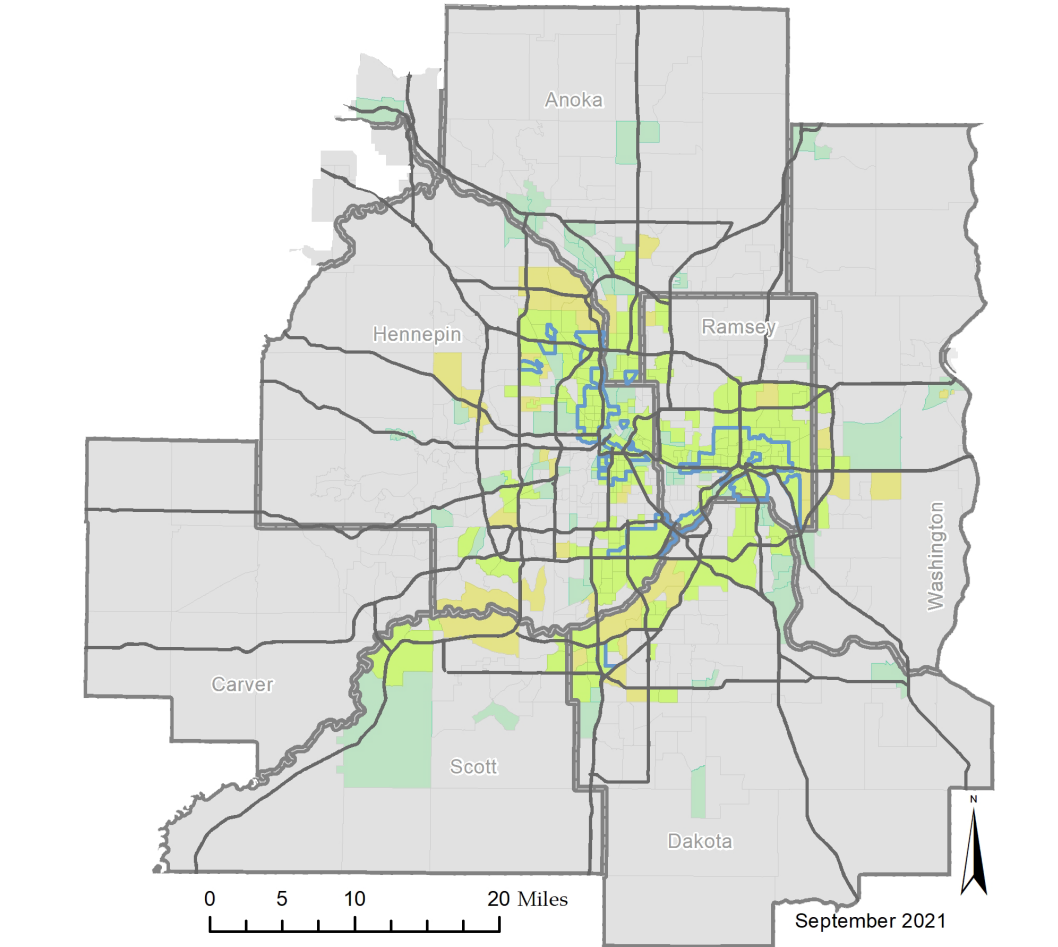 Anoka
Hennepin
Ramsey
Washington
Carver
Scott
Dakota
N
0 5 10 20 Miles
September 2021